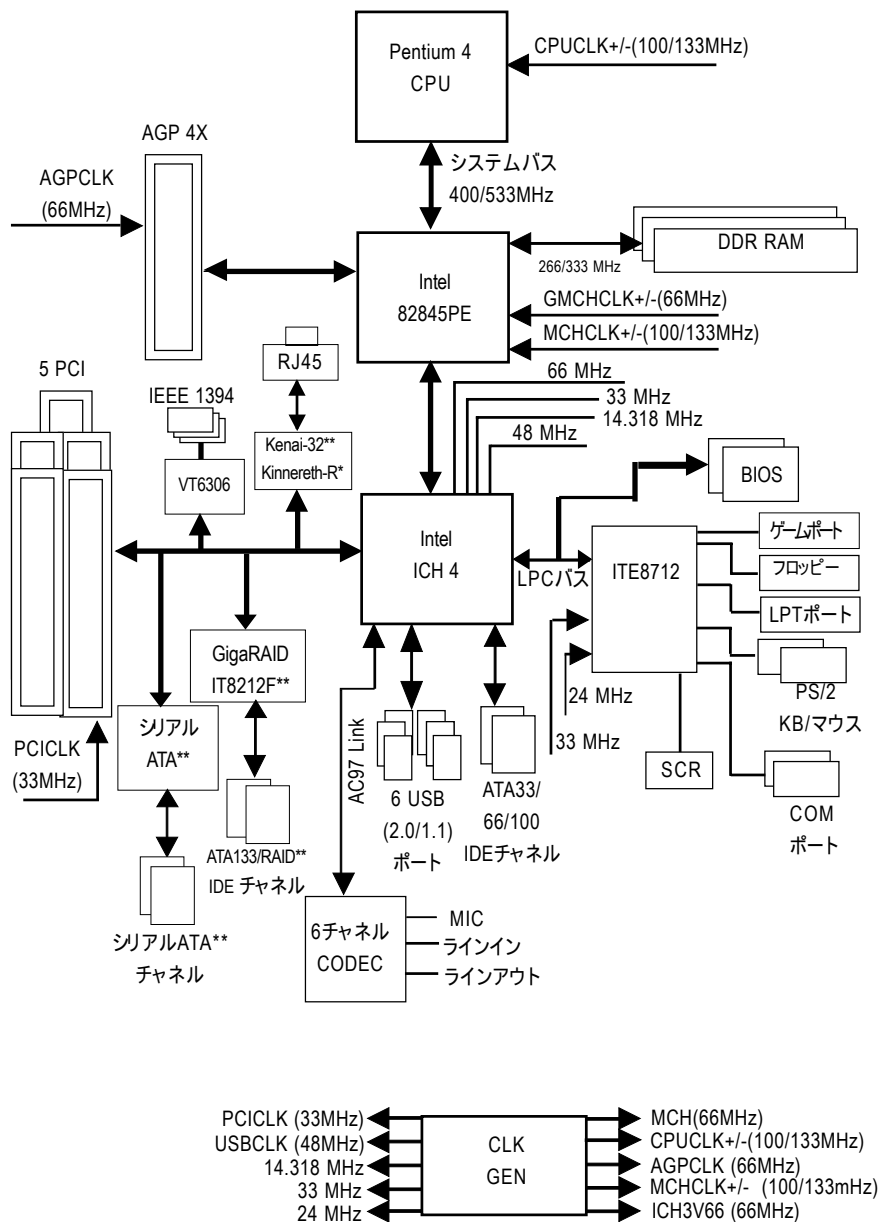 Pentium 4
CPU
CPUCLK+/-(100/133MHz)
AGP 4X
システムバス
400/533MHz
AGPCLK
(66MHz)
DDR RAM
266/333 MHz
Intel
82845PE
GMCHCLK+/-(66MHz)
MCHCLK+/-(100/133MHz)
RJ45
5 PCI
66 MHz
IEEE 1394
33 MHz
14.318 MHz
48 MHz
Kenai-32**
Kinnereth-R*
VT6306
BIOS
Intel
ICH 4
LPCバス
ITE8712
ゲームポート
フロッピー
LPTポート
PS/2
KB/マウス
GigaRAID
IT8212F**
24 MHz
33 MHz
PCICLK
(33MHz)
シリアル
ATA**
AC97 Link
SCR
6 USB
(2.0/1.1)
ポート
ATA33/
66/100
IDEチャネル
COM
ポート
ATA133/RAID**
IDE チャネル
シリアルATA**
チャネル
6チャネル
CODEC
MIC
ラインイン
ラインアウト
PCICLK (33MHz)
USBCLK (48MHz)
14.318 MHz
33 MHz
24 MHz
CLK
GEN
MCH(66MHz)
CPUCLK+/-(100/133MHz)
AGPCLK (66MHz)
MCHCLK+/- (100/133mHz)
ICH3V66 (66MHz)